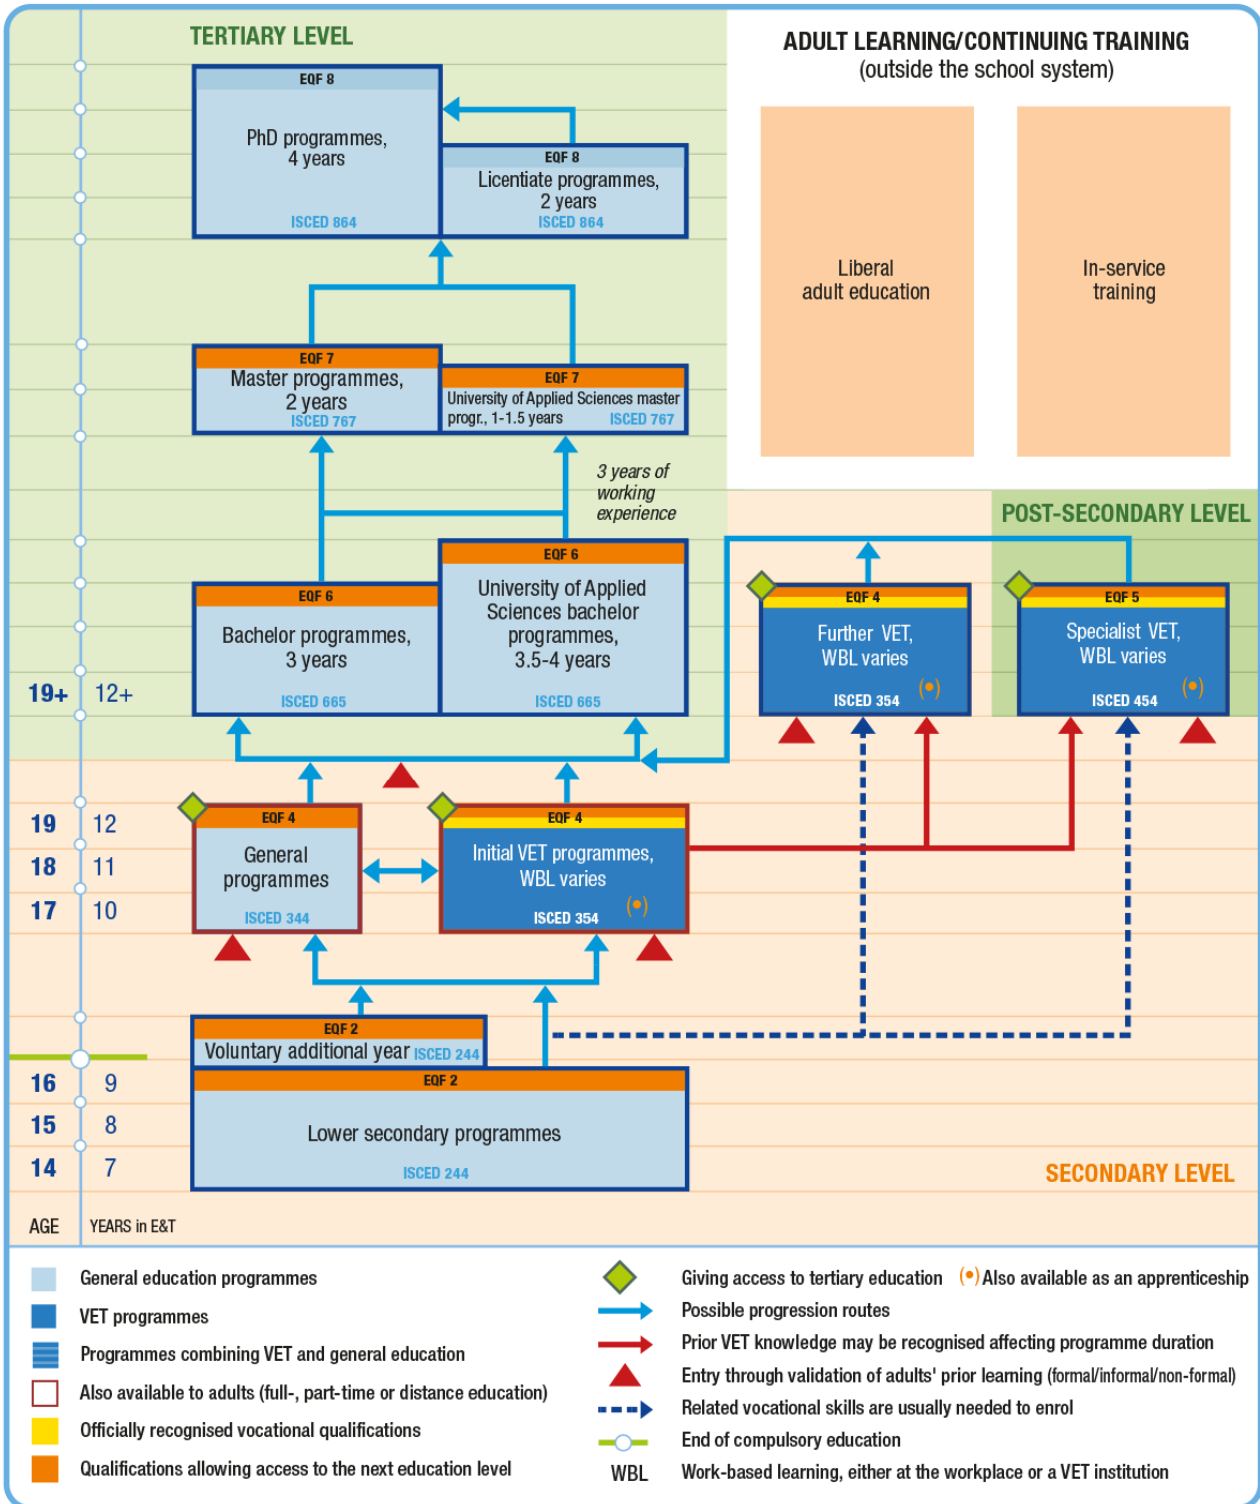 TERTIARY LEVEL
ADULT LEARNING/CONTINUING TRAINING
(outside the school system)
EQF 8
PhD programmes,
4 years
ISCED 864
EQF 8
Licentiate programmes,
2 years
ISCED 864
Liberal
adult education
In-service
training
EQF 7
Master programmes,
2 years
ISCED 767
EQF 7
University of Applied Sciences master
progr., 1-1.5 years ISCED 767
3 years of
working
experience
POST-SECONDARY LEVEL
EQF 6
Bachelor programmes,
3 years
ISCED 665
EQF 6
University of Applied
Sciences bachelor
programmes,
3.5-4 years
ISCED 665
EQF 4
Further VET,
WBL varies
(•)
ISCED 354
EQF 5
Specialist VET,
WBL varies
(•)
ISCED 454
19+ 12+
EQF 4
General
programmes
ISCED 344
EQF 4
Initial VET programmes,
WBL varies
(•)
ISCED 354
19 12
18 11
17 10
EQF 2
Voluntary additional year ISCED 244
EQF 2
Lower secondary programmes
ISCED 244
16 9
15 8
14 7
SECONDARY LEVEL
AGE YEARS in E&T
General education programmes
VET programmes
Programmes combining VET and general education
Also available to adults (full-, part-time or distance education)
Officially recognised vocational qualifications
Qualifications allowing access to the next education level
Giving access to tertiary education (•) Also available as an apprenticeship
Possible progression routes
Prior VET knowledge may be recognised affecting programme duration
Entry through validation of adults' prior learning (formal/informal/non-formal)
Related vocational skills are usually needed to enrol
End of compulsory education
WBL Work-based learning, either at the workplace or a VET institution